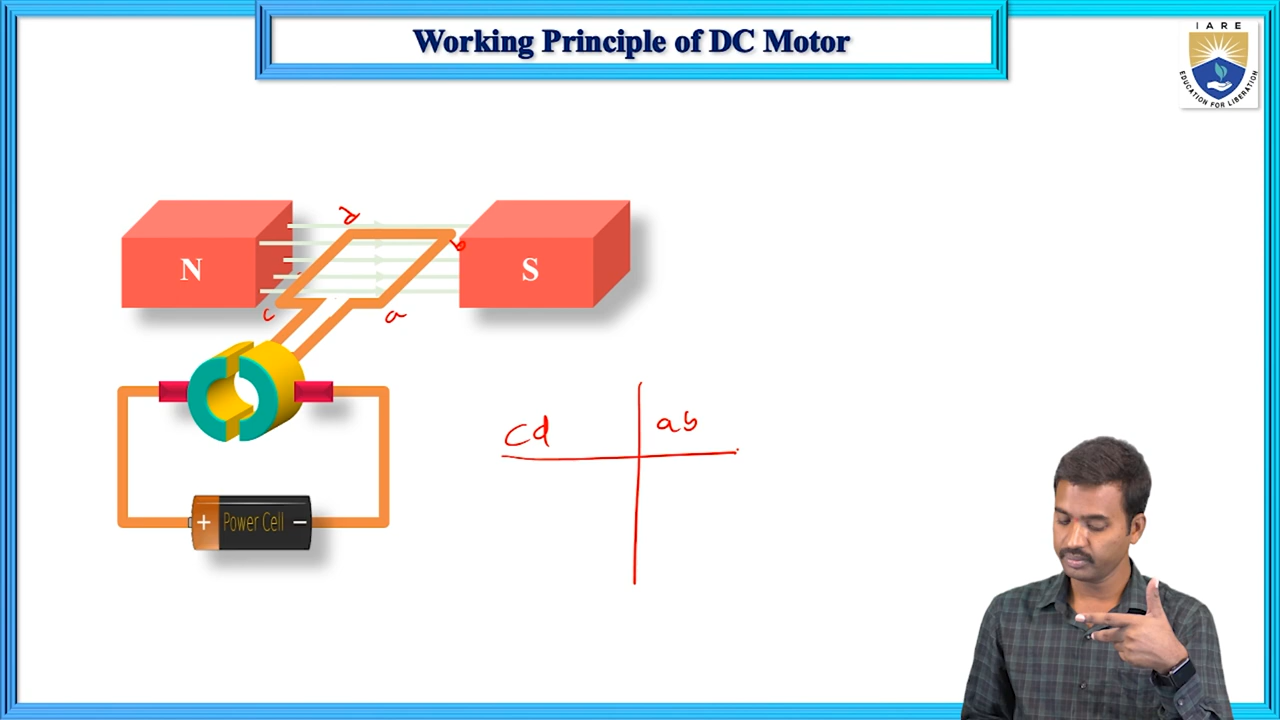 Working Principle of DC Motor
I A R E
EDUCATION FOR LIBERATION
d
b
N
S
c
a
cd
ab
+ Power Cell –